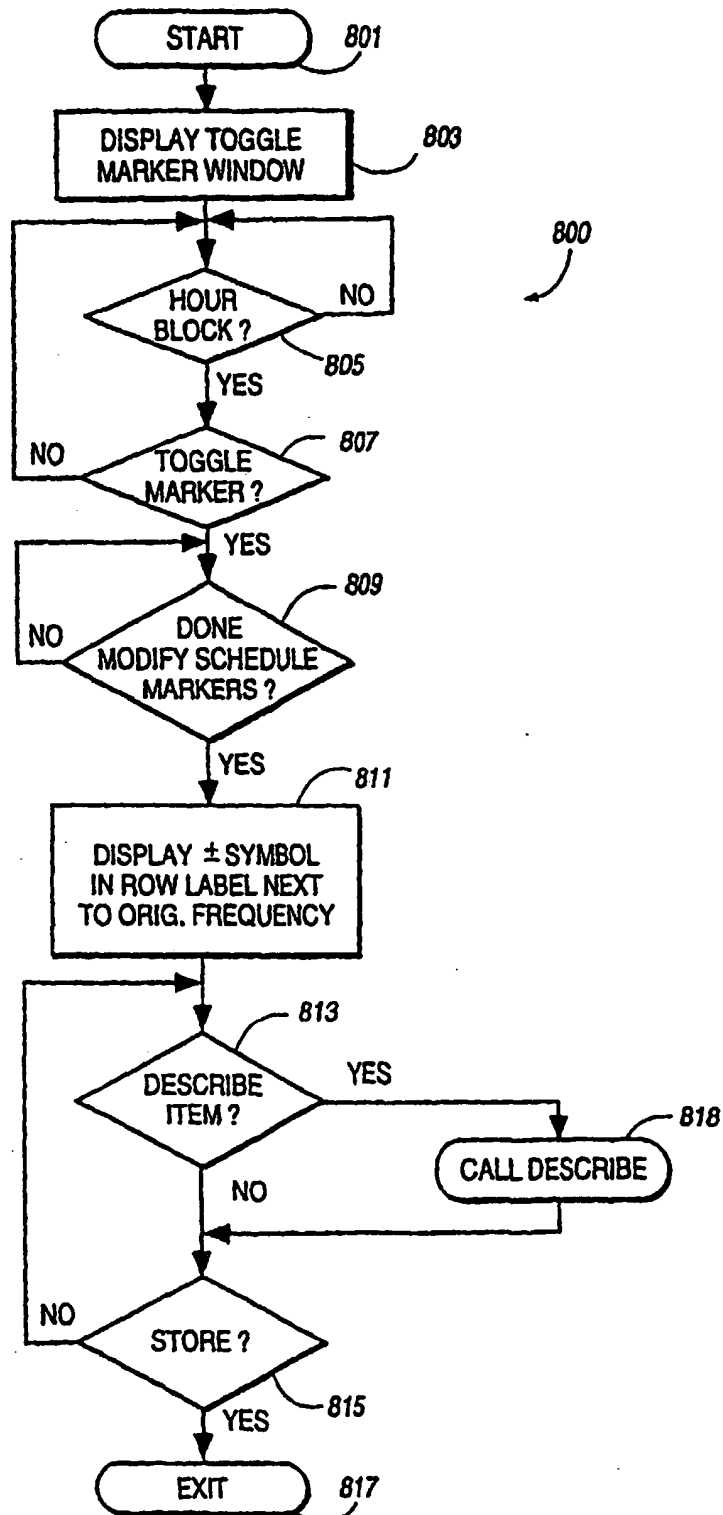 START
801
DISPLAY TOGGLE
MARKER WINDOW
803
800
HOUR
BLOCK ?
NO
805
YES
807
NO
TOGGLE
MARKER ?
YES
809
NO
DONE
MODIFY SCHEDULE
MARKERS ?
YES
811
DISPLAY ± SYMBOL
IN ROW LABEL NEXT
TO ORIG. FREQUENCY
813
DESCRIBE
ITEM ?
YES
818
CALL DESCRIBE
NO
NO
STORE ?
815
YES
EXIT
817